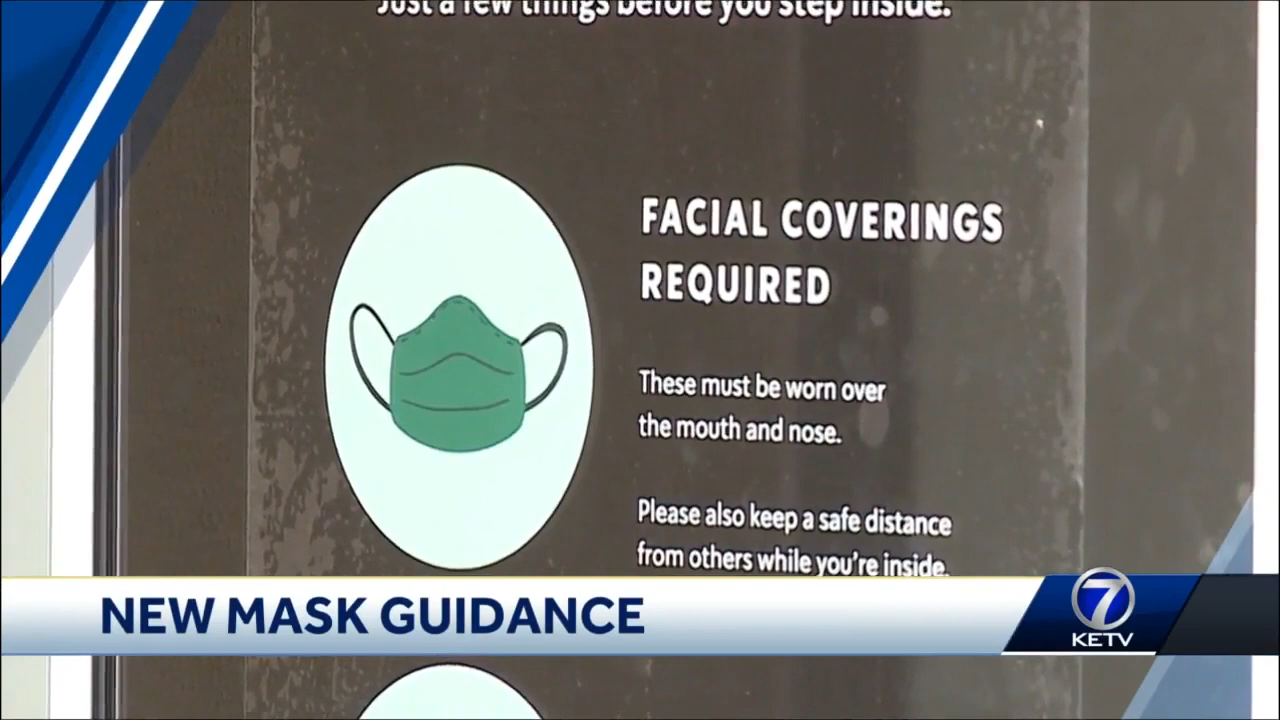 Just a few things before you step inside.
FACIAL COVERINGS
REQUIRED
These must be worn over
the mouth and nose.
Please also keep a safe distance
from others while you're inside.
NEW MASK GUIDANCE
7
KETV